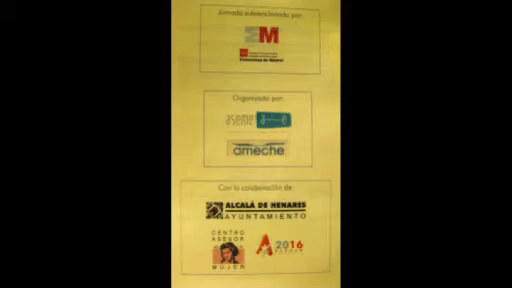 Jornada subvencionada por:
EM
Comunidad de Madrid
Organizado por:
aseme
ameche
Con la colaboración de:
ALCALÁ DE HENARES
AYUNTAMIENTO
CENTRO
ASESOR
MUJER
2016